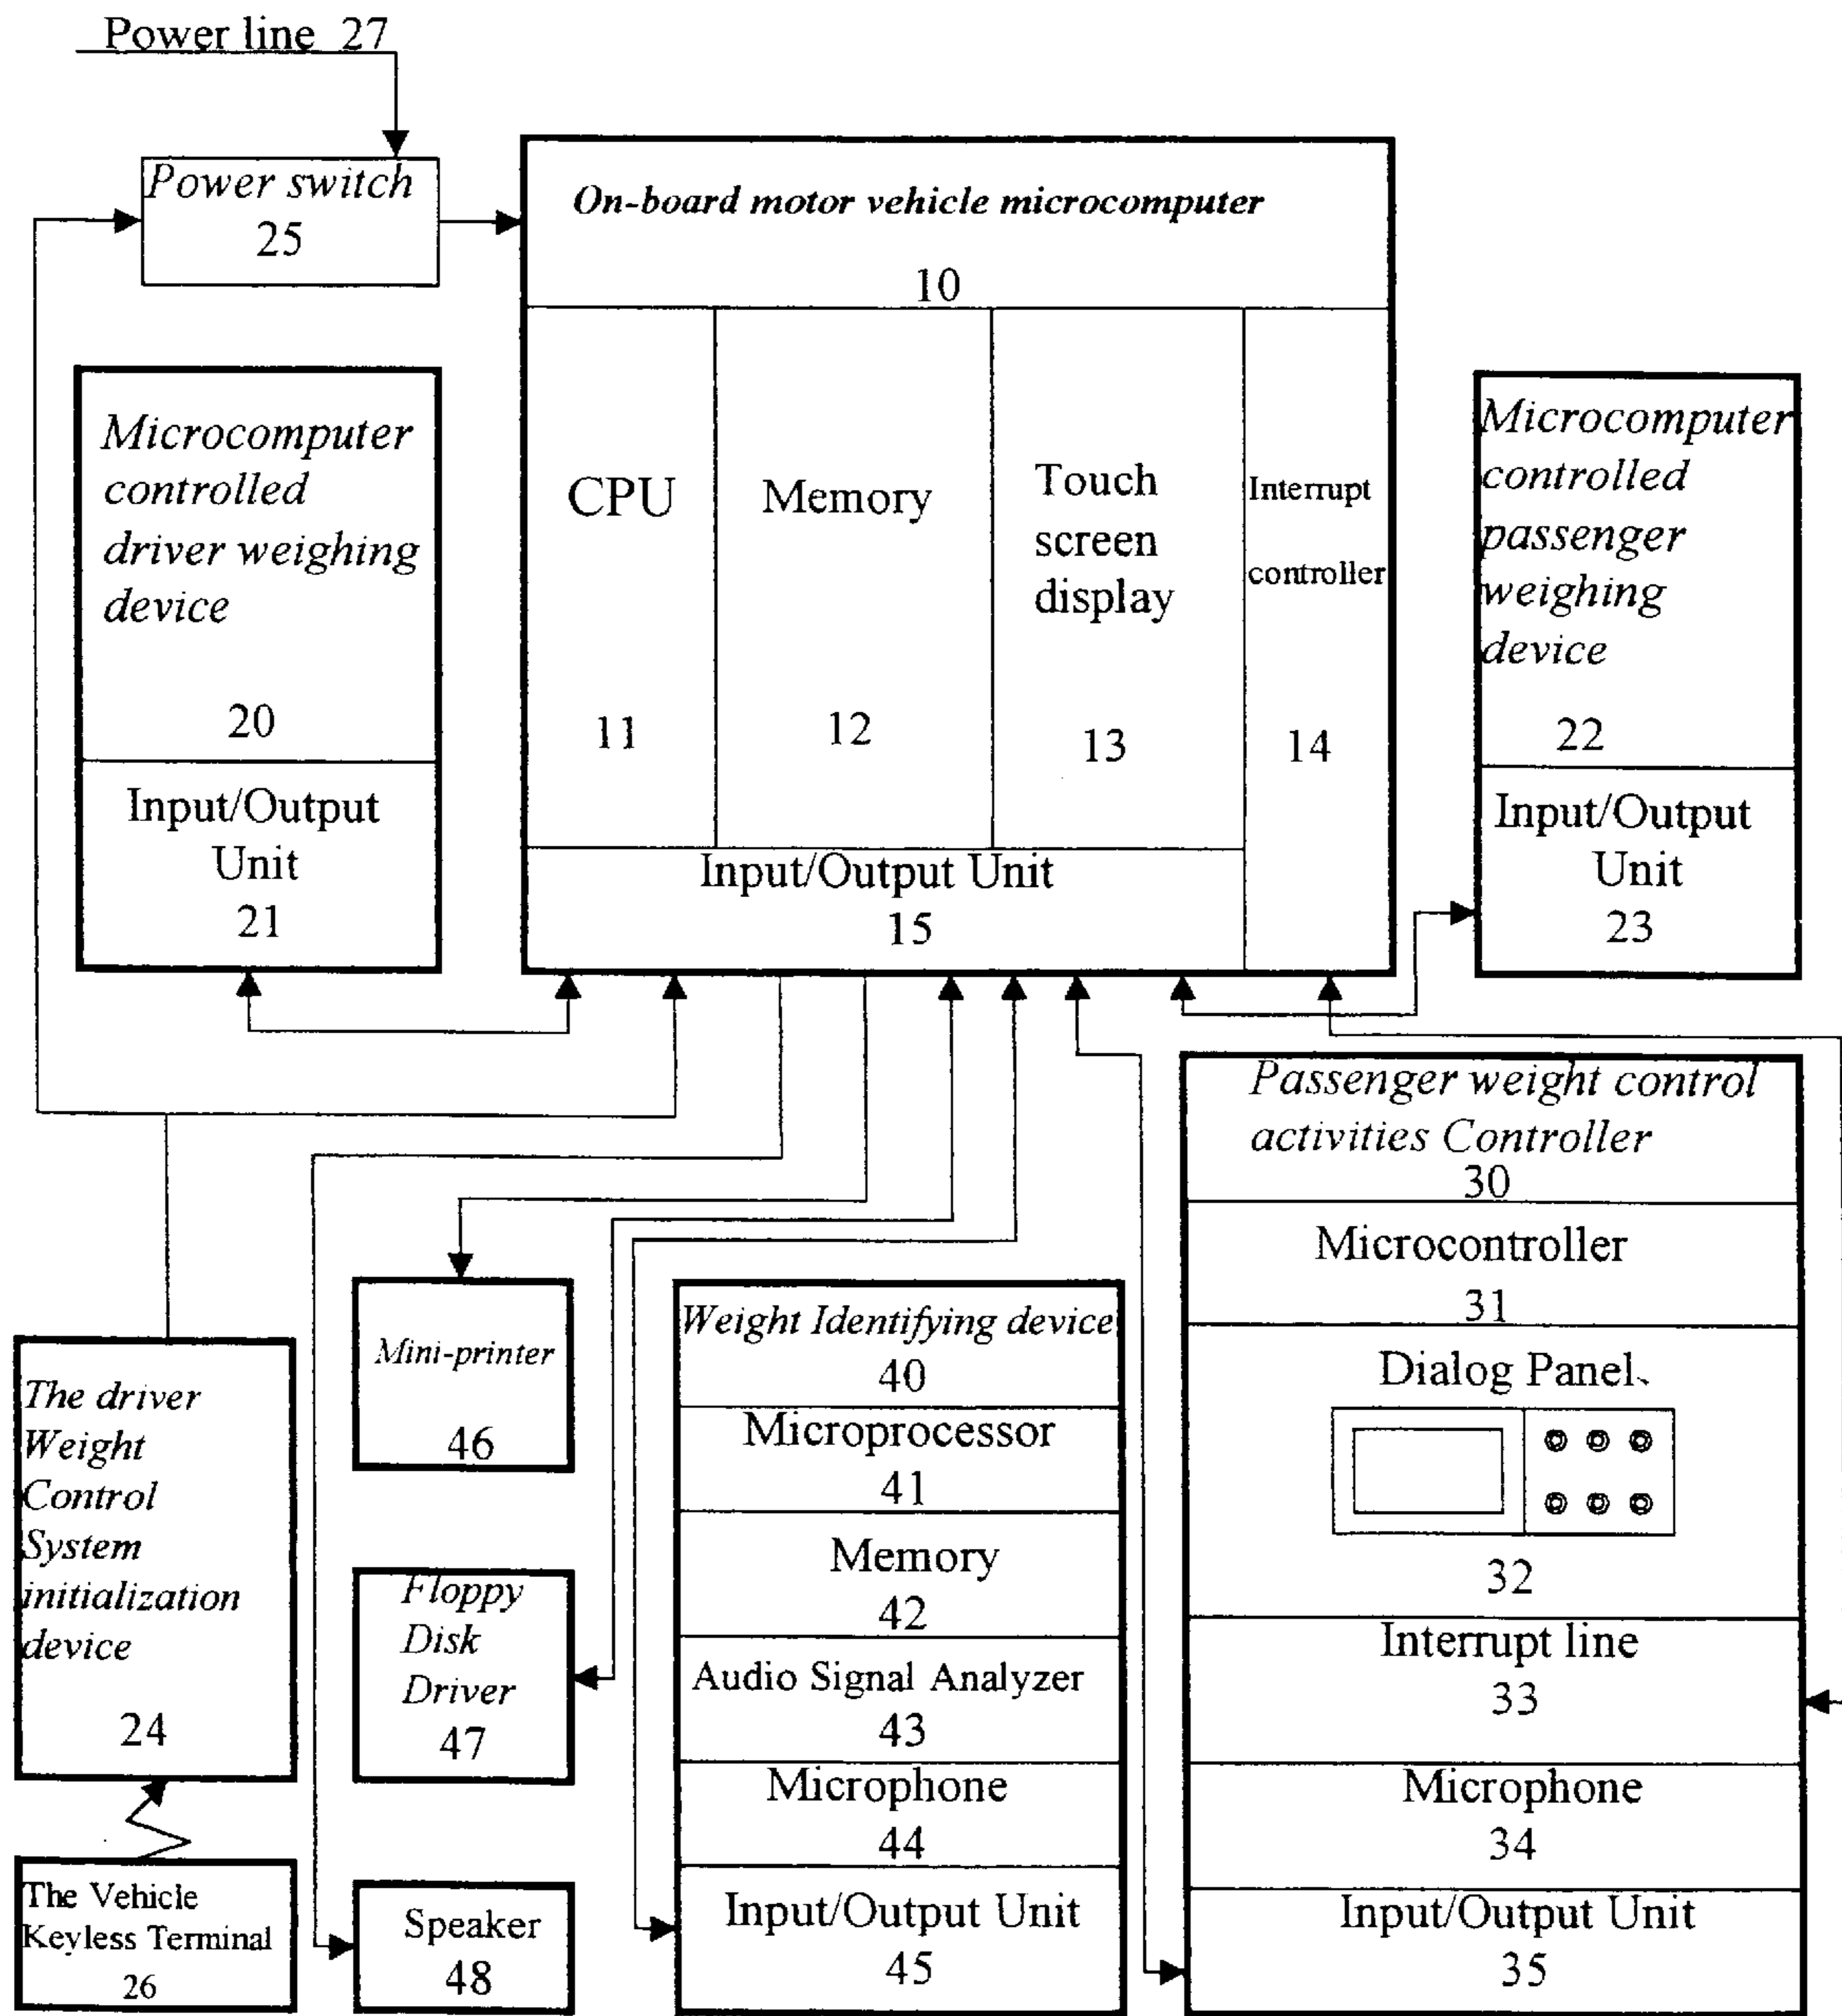 Power line 27
Power switch
25
On-board motor vehicle microcomputer
10
Microcomputer
controlled
driver weighing
device
20
Input/Output
Unit
21
CPU
11
Memory
12
Touch
screen
display
13
Interrupt
controller
14
Input/Output Unit
15
Microcomputer
controlled
passenger
weighing
device
22
Input/Output
Unit
23
The driver
Weight
Control
System
initialization
device
24
The Vehicle
Keyless Terminal
26
Mini-printer
46
Floppy
Disk
Driver
47
Speaker
48
Weight Identifying device
40
Microprocessor
41
Memory
42
Audio Signal Analyzer
43
Microphone
44
Input/Output Unit
45
Passenger weight control
activities Controller
30
Microcontroller
31
Dialog Panel
32
Interrupt line
33
Microphone
34
Input/Output Unit
35